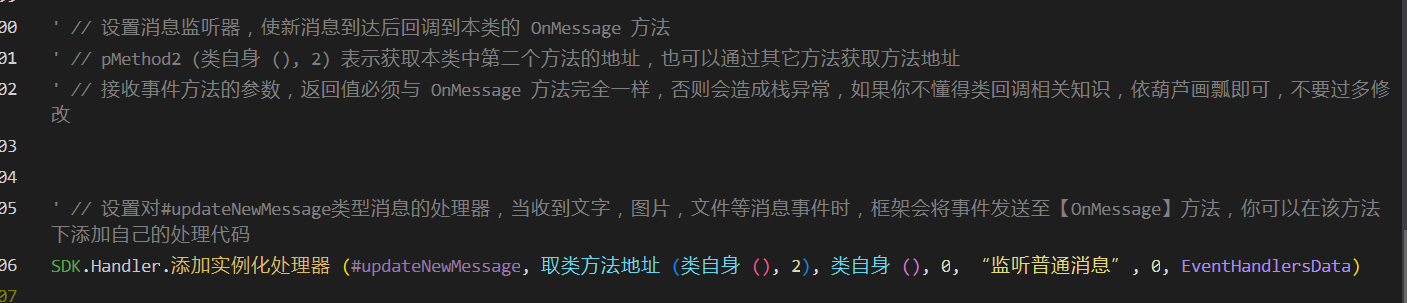 00 ' // 设置消息监听器，使新消息到达后回调到本类的 OnMessage 方法
01 ' // pMethod2 (类自身 (), 2) 表示获取本类中第二个方法的地址，也可以通过其它方法获取方法地址
02 ' // 接收事件方法的参数，返回值必须与 OnMessage 方法完全一样，否则会造成栈异常，如果你不懂得类回调相关知识，依葫芦画瓢即可，不要过多修
改
03
04
05 ' // 设置对#updateNewMessage类型消息的处理器，当收到文字，图片，文件等消息事件时，框架会将事件发送至【OnMessage】方法，你可以在该方法
下添加自己的处理代码
06 SDK.Handler.添加实例化处理器 (#updateNewMessage, 取类方法地址 (类自身 (), 2), 类自身 (), 0, “监听普通消息”, 0, EventHandlersData)
07